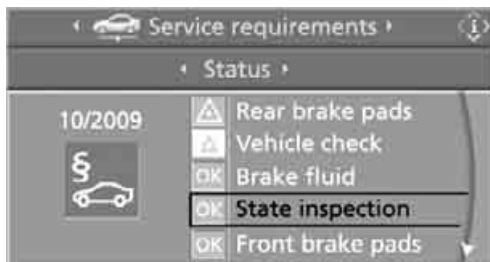 Service requirements
Status
10/2009
Rear brake pads
Vehicle check
§
OK Brake fluid
OK State inspection
OK Front brake pads